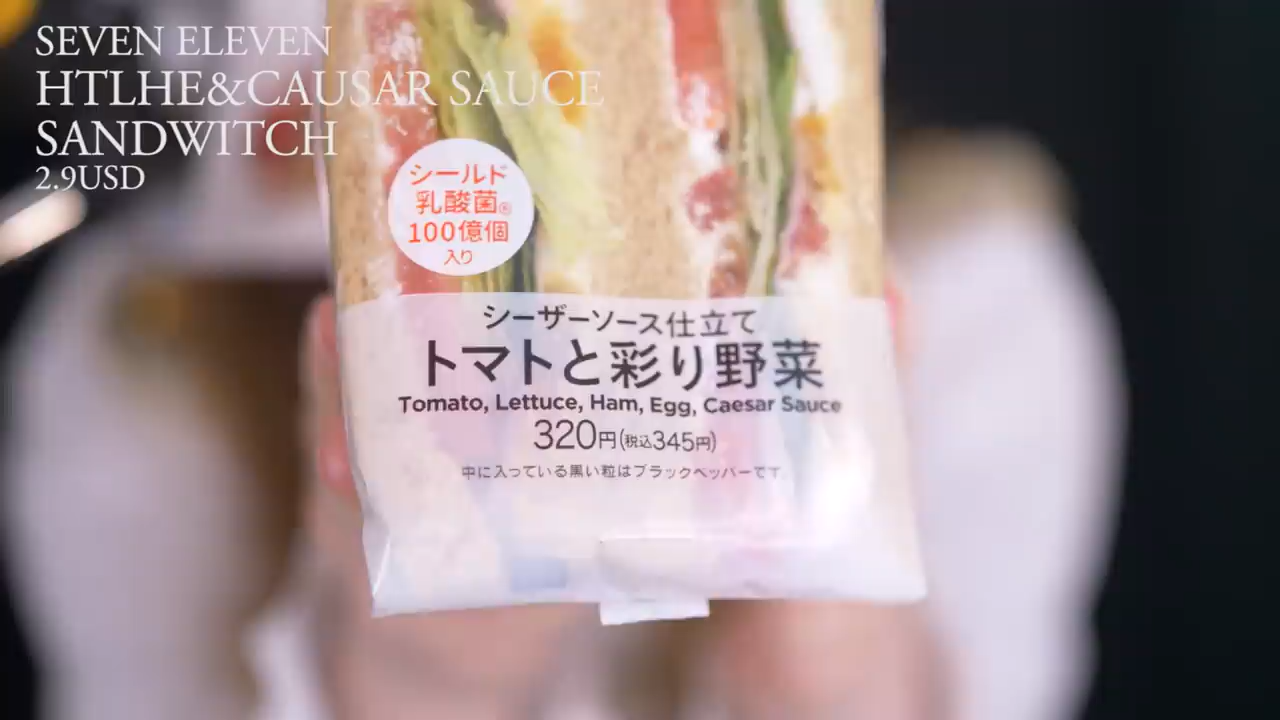 SEVEN ELEVEN
HTLHE&CAUSAR SAUCE
SANDWITCH
2.9USD
シールド
乳酸菌®
100億個
入り
シーザーソース仕立て
トマトと彩り野菜
Tomato, Lettuce, Ham, Egg, Caesar Sauce
320円(税込345円)
中に入っている黒い粒はブラックペッパーです。